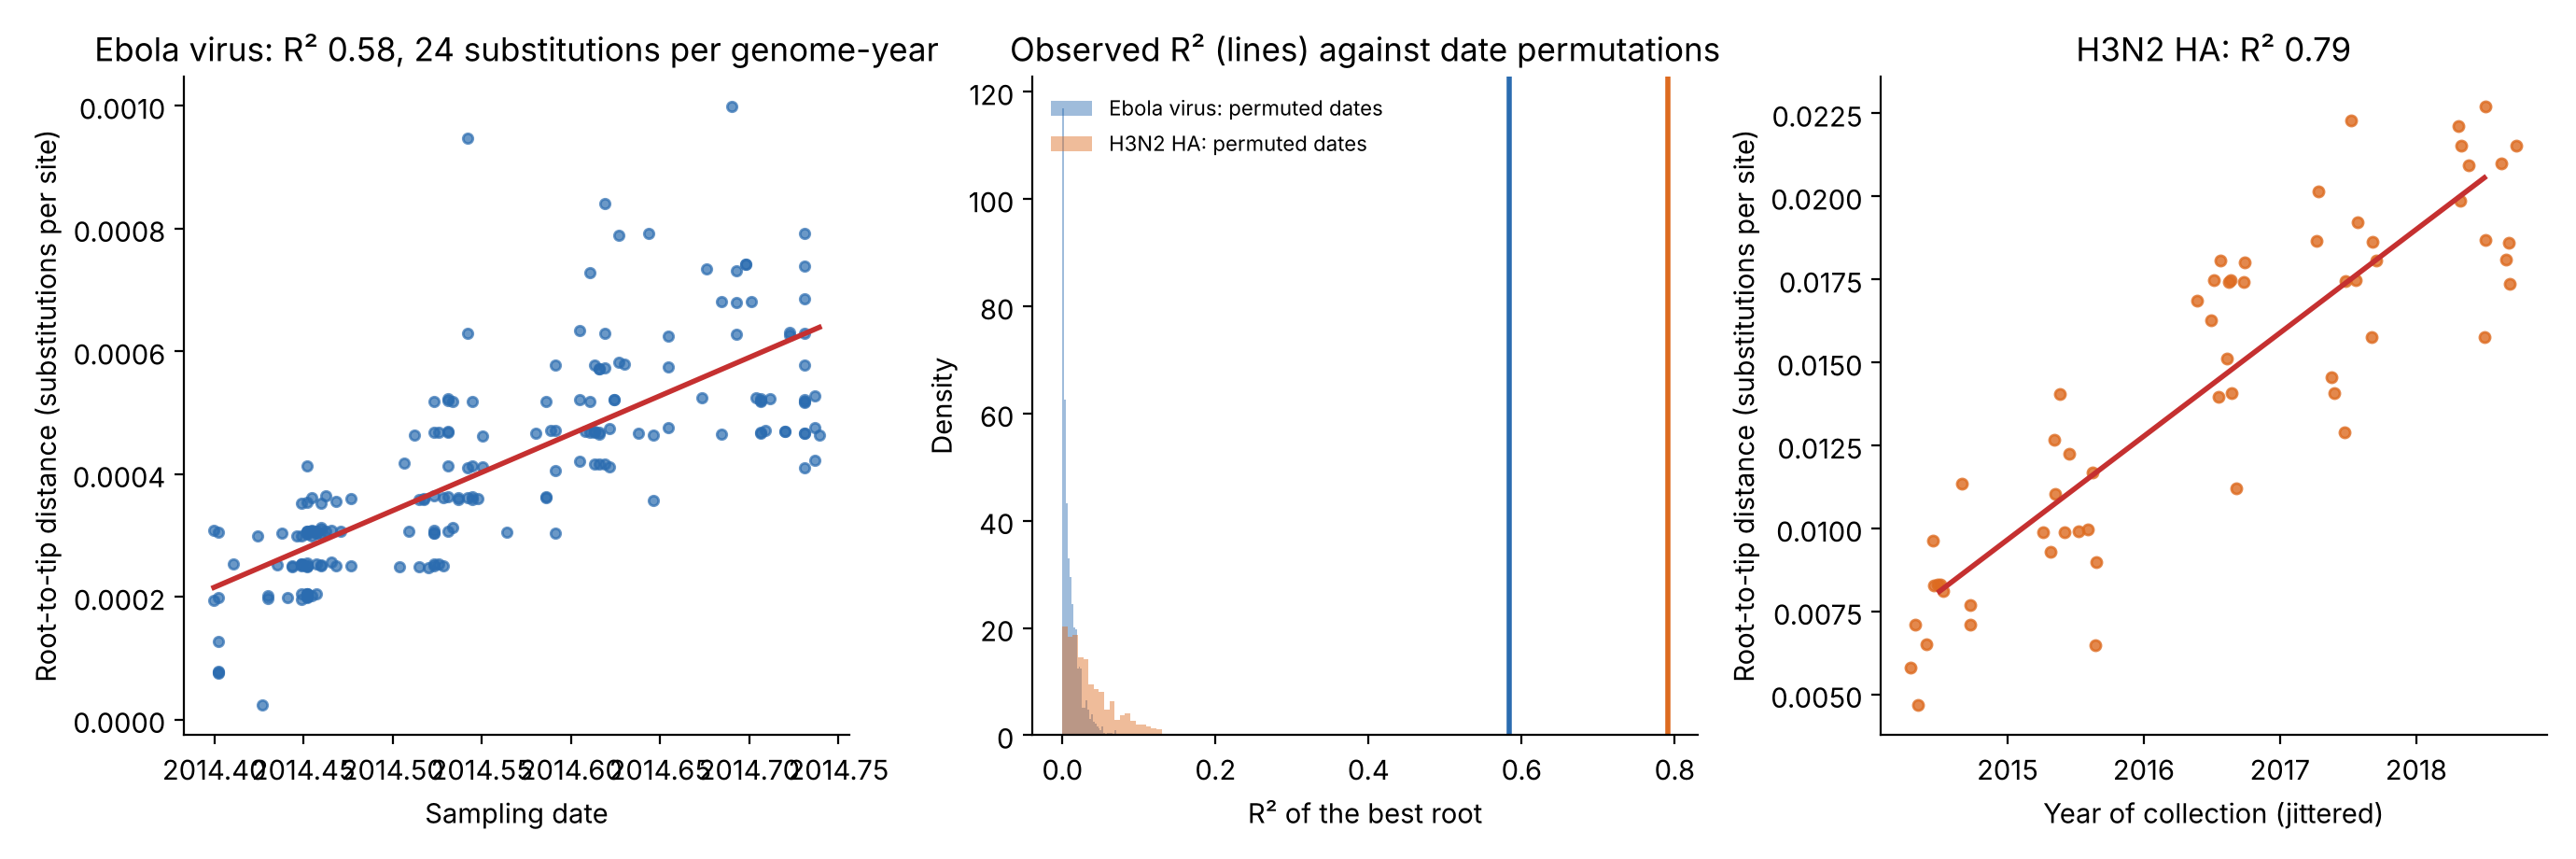 Ebola virus: R² 0.58, 24 substitutions per genome-year
Root-to-tip distance (substitutions per site)
0.0010
0.0008
0.0006
0.0004
0.0002
0.0000
2014.40 2014.45 2014.50 2014.55 2014.60 2014.65 2014.70 2014.75
Sampling date
Observed R² (lines) against date permutations
Ebola virus: permuted dates
H3N2 HA: permuted dates
Density
120
100
80
60
40
20
0
0.0 0.2 0.4 0.6 0.8
R² of the best root
H3N2 HA: R² 0.79
Root-to-tip distance (substitutions per site)
0.0225
0.0200
0.0175
0.0150
0.0125
0.0100
0.0075
0.0050
2015 2016 2017 2018
Year of collection (jittered)